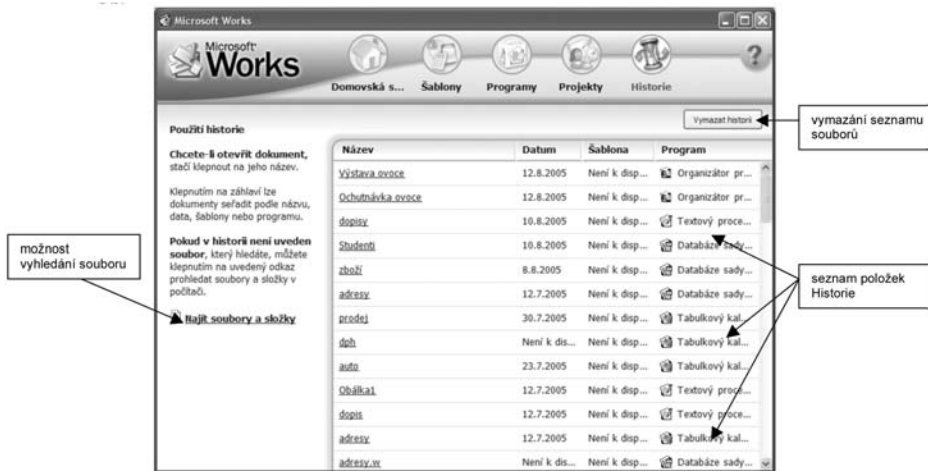 Microsoft Works
Microsoft
Works
Domovská s... Šablony Programy Projekty Historie
?
Vymazat historii
vymazání seznamu
souborů
Použití historie
Chcete-li otevřít dokument,
stačí klepnout na jeho název.
Klepnutím na záhlaví lze
dokumenty seřadit podle názvu,
data, šablony nebo programu.
Pokud v historii není uveden
soubor, který hledáte, můžete
klepnutím na uvedený odkaz
prohledat soubory a složky v
počítači.
Najít soubory a složky
možnost
vyhledání souboru
Název Datum Šablona Program
Výstava ovoce 12.8.2005 Není k disp... Organizátor pr...
Ochutnávka ovoce 12.8.2005 Není k disp... Organizátor pr...
dopisy 10.8.2005 Není k disp... Textový proce...
Studenti 10.8.2005 Není k disp... Databáze sady...
zboží 8.8.2005 Není k disp... Databáze sady...
adresy 12.7.2005 Není k disp... Databáze sady...
prodej 30.7.2005 Není k disp... Tabulkový kal...
dph Není k dis... Není k disp... Tabulkový kal...
auto 23.7.2005 Není k disp... Tabulkový kal...
Obálka1 12.7.2005 Není k disp... Textový proce...
dopis 12.7.2005 Není k disp... Textový proce...
adresy 12.7.2005 Není k disp... Tabulkový kal...
adresy.w Není k dis... Není k disp... Databáze sady...
seznam položek
Historie